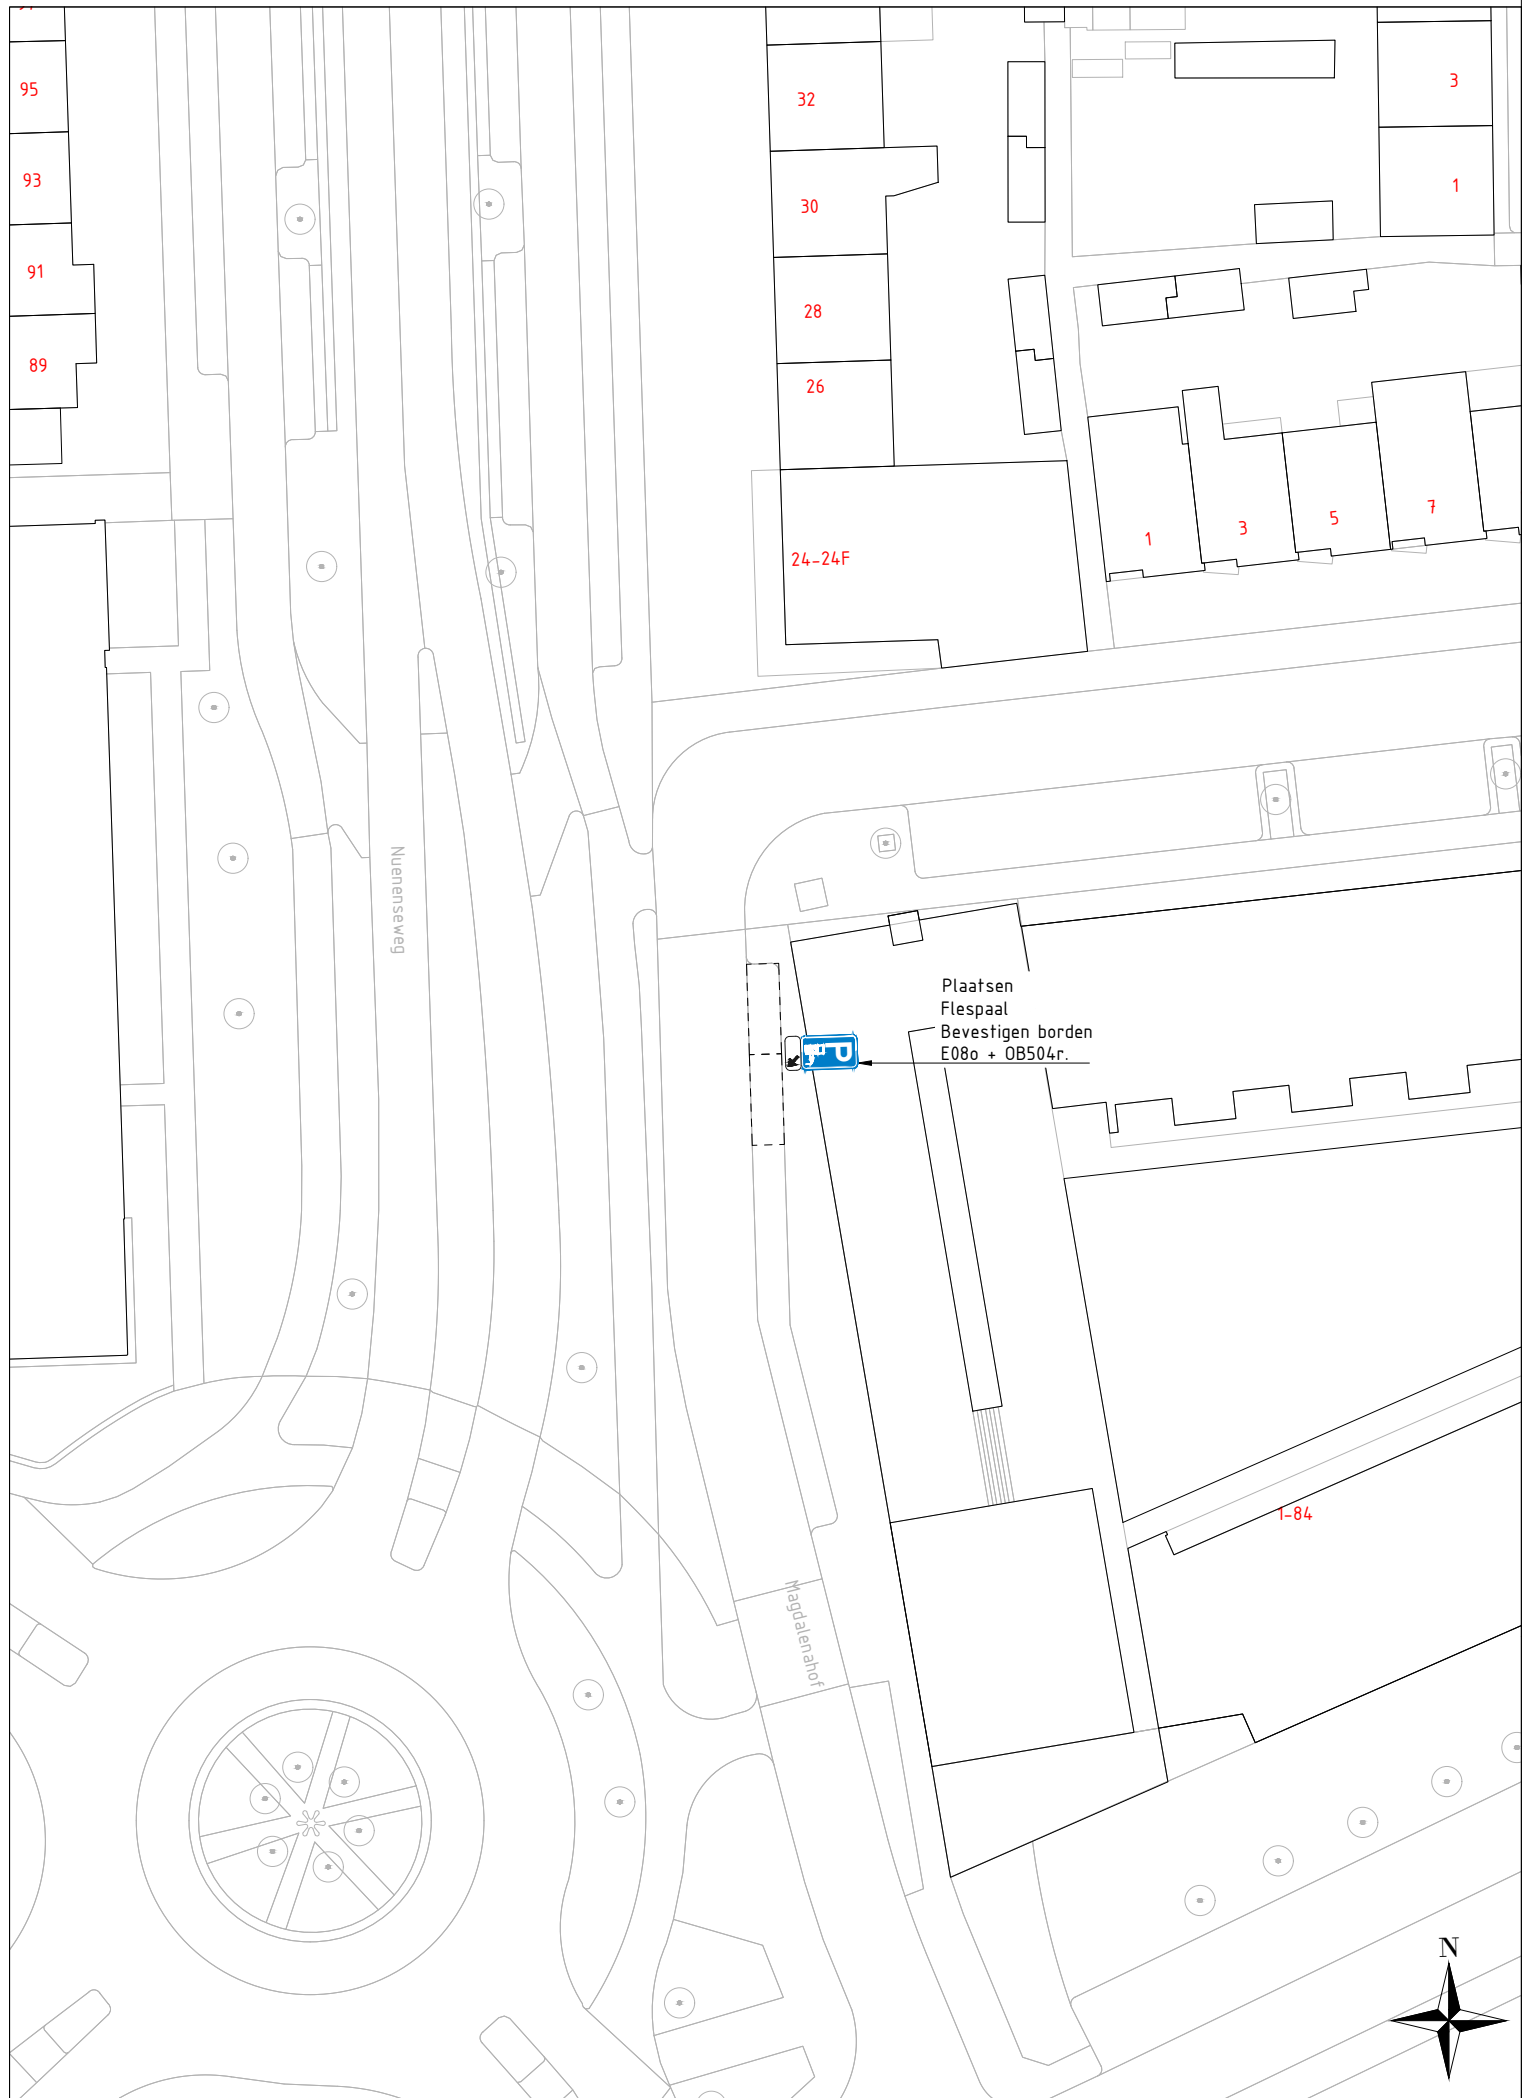 95
32
3
93
30
1
91
28
89
26
24-24F
1
3
5
7
Nuenenseweg
Plaatsen
Flespaal
Bevestigen borden
E08o + OB504r.
P
1-84
Magdalenahof
N